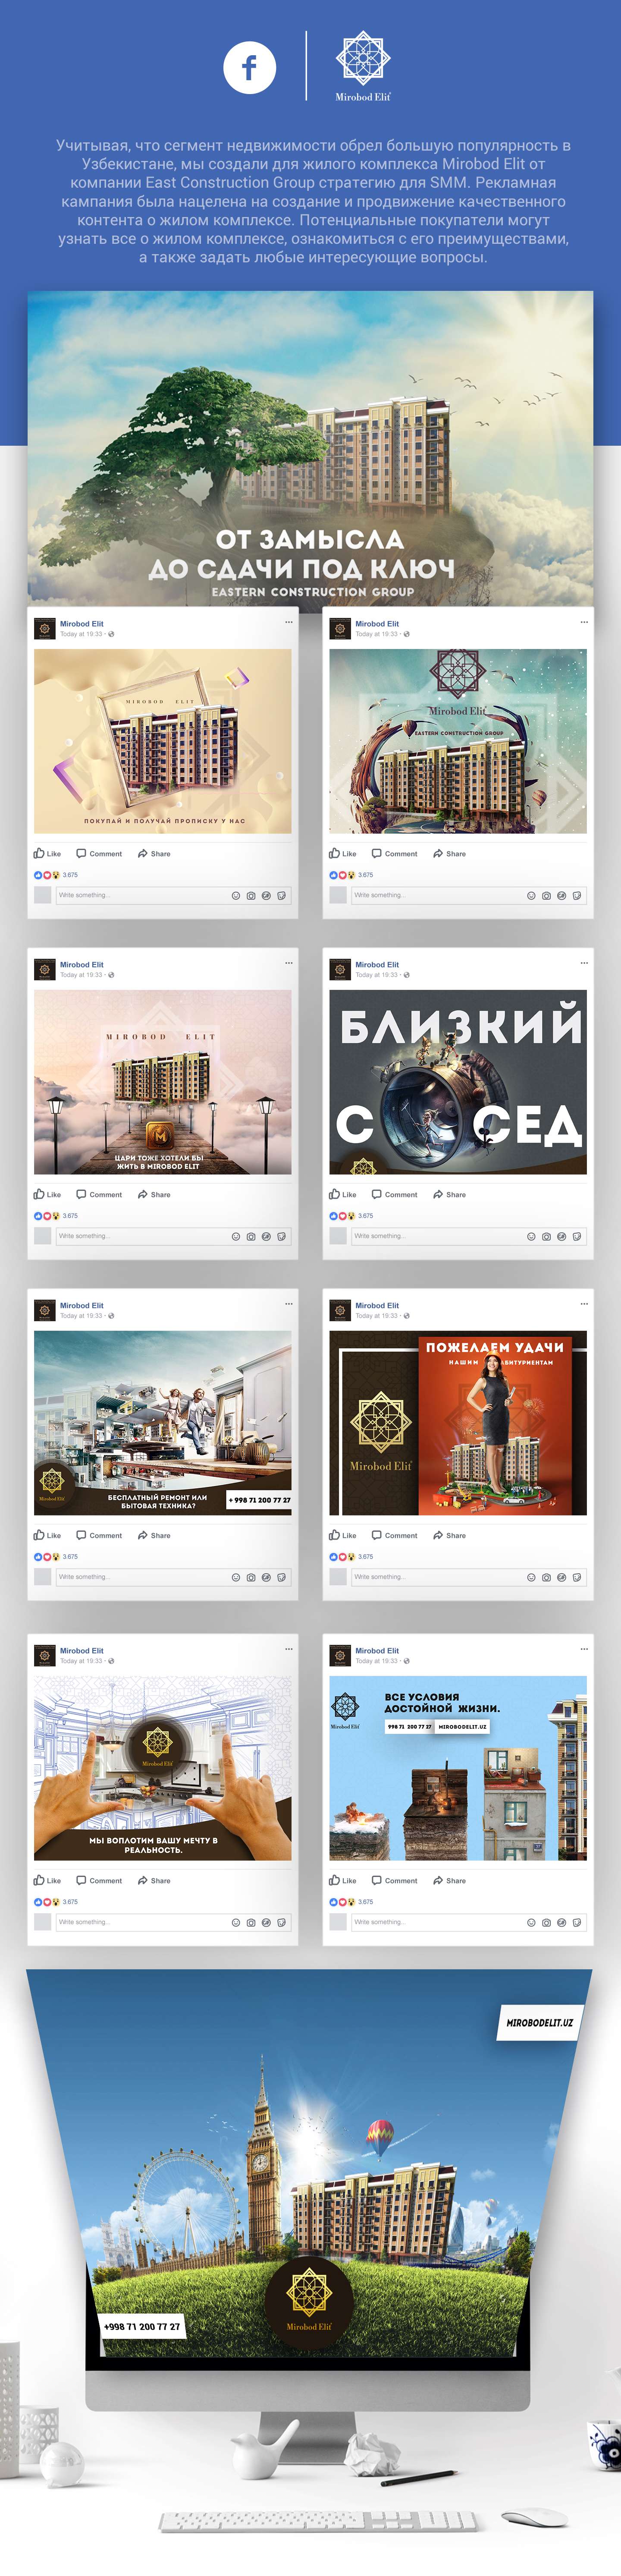 f
Mirobod Elit
Учитывая, что сегмент недвижимости обрел большую популярность в
Узбекистане, мы создали для жилого комплекса Mirobod Elit от
компании East Construction Group стратегию для SMM. Рекламная
кампания была нацелена на создание и продвижение качественного
контента о жилом комплексе. Потенциальные покупатели могут
узнать все о жилом комплексе, ознакомиться с его преимуществами,
а также задать любые интересующие вопросы.
ОТ ЗАМЫСЛА
ДО СДАЧИ ПОД КЛЮЧ
EASTERN CONSTRUCTION GROUP
Mirobod Elit
Today at 19:33
MIROBOD ELIT
ПОКУПАЙ И ПОЛУЧАЙ ПРОПИСКУ У НАС
Like Comment Share
3.675
Write something...
Mirobod Elit
Today at 19:33
Mirobod Elit
EASTERN CONSTRUCTION GROUP
Like Comment Share
3.675
Write something...
Mirobod Elit
Today at 19:33
MIROBOD ELIT
M
ЦАРИ ТОЖЕ ХОТЕЛИ БЫ
ЖИТЬ В MIROBOD ELIT
Like Comment Share
3.675
Write something...
Mirobod Elit
Today at 19:33
БЛИЗКИЙ
С СЕД
Like Comment Share
3.675
Write something...
Mirobod Elit
Today at 19:33
Mirobod Elit
БЕСПЛАТНЫЙ РЕМОНТ ИЛИ
БЫТОВАЯ ТЕХНИКА?
+ 998 71 200 77 27
Like Comment Share
3.675
Write something...
Mirobod Elit
Today at 19:33
ПОЖЕЛАЕМ УДАЧИ
НАШИМ АБИТУРИЕНТАМ
Mirobod Elit
Like Comment Share
3.675
Write something...
Mirobod Elit
Today at 19:33
Mirobod Elit
МЫ ВОПЛОТИМ ВАШУ МЕЧТУ В
РЕАЛЬНОСТЬ.
Like Comment Share
3.675
Write something...
Mirobod Elit
Today at 19:33
Mirobod Elit
ВСЕ УСЛОВИЯ
ДОСТОЙНОЙ ЖИЗНИ.
998 71 200 77 27 MIROBODELIT.UZ
Like Comment Share
3.675
Write something...
MIROBODELIT.UZ
Mirobod Elit
+998 71 200 77 27